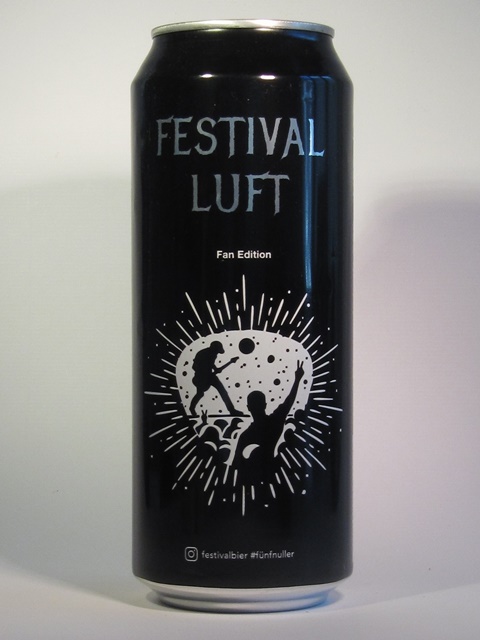 FESTIVAL
LUFT
Fan Edition
festivalbier #fünfnuller